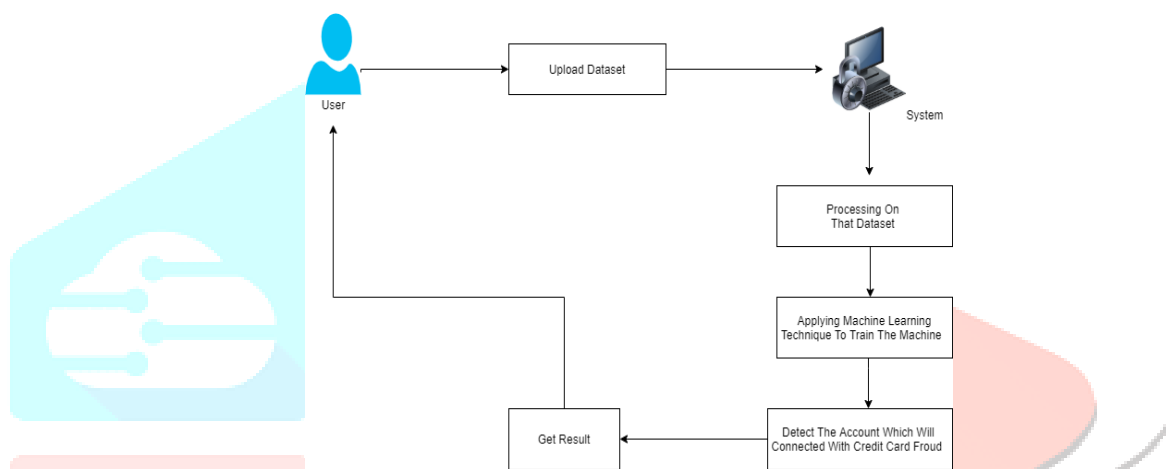 User
Upload Dataset
System
Processing On
That Dataset
Applying Machine Learning
Technique To Train The Machine
Detect The Account Which Will
Connected With Credit Card Froud
Get Result